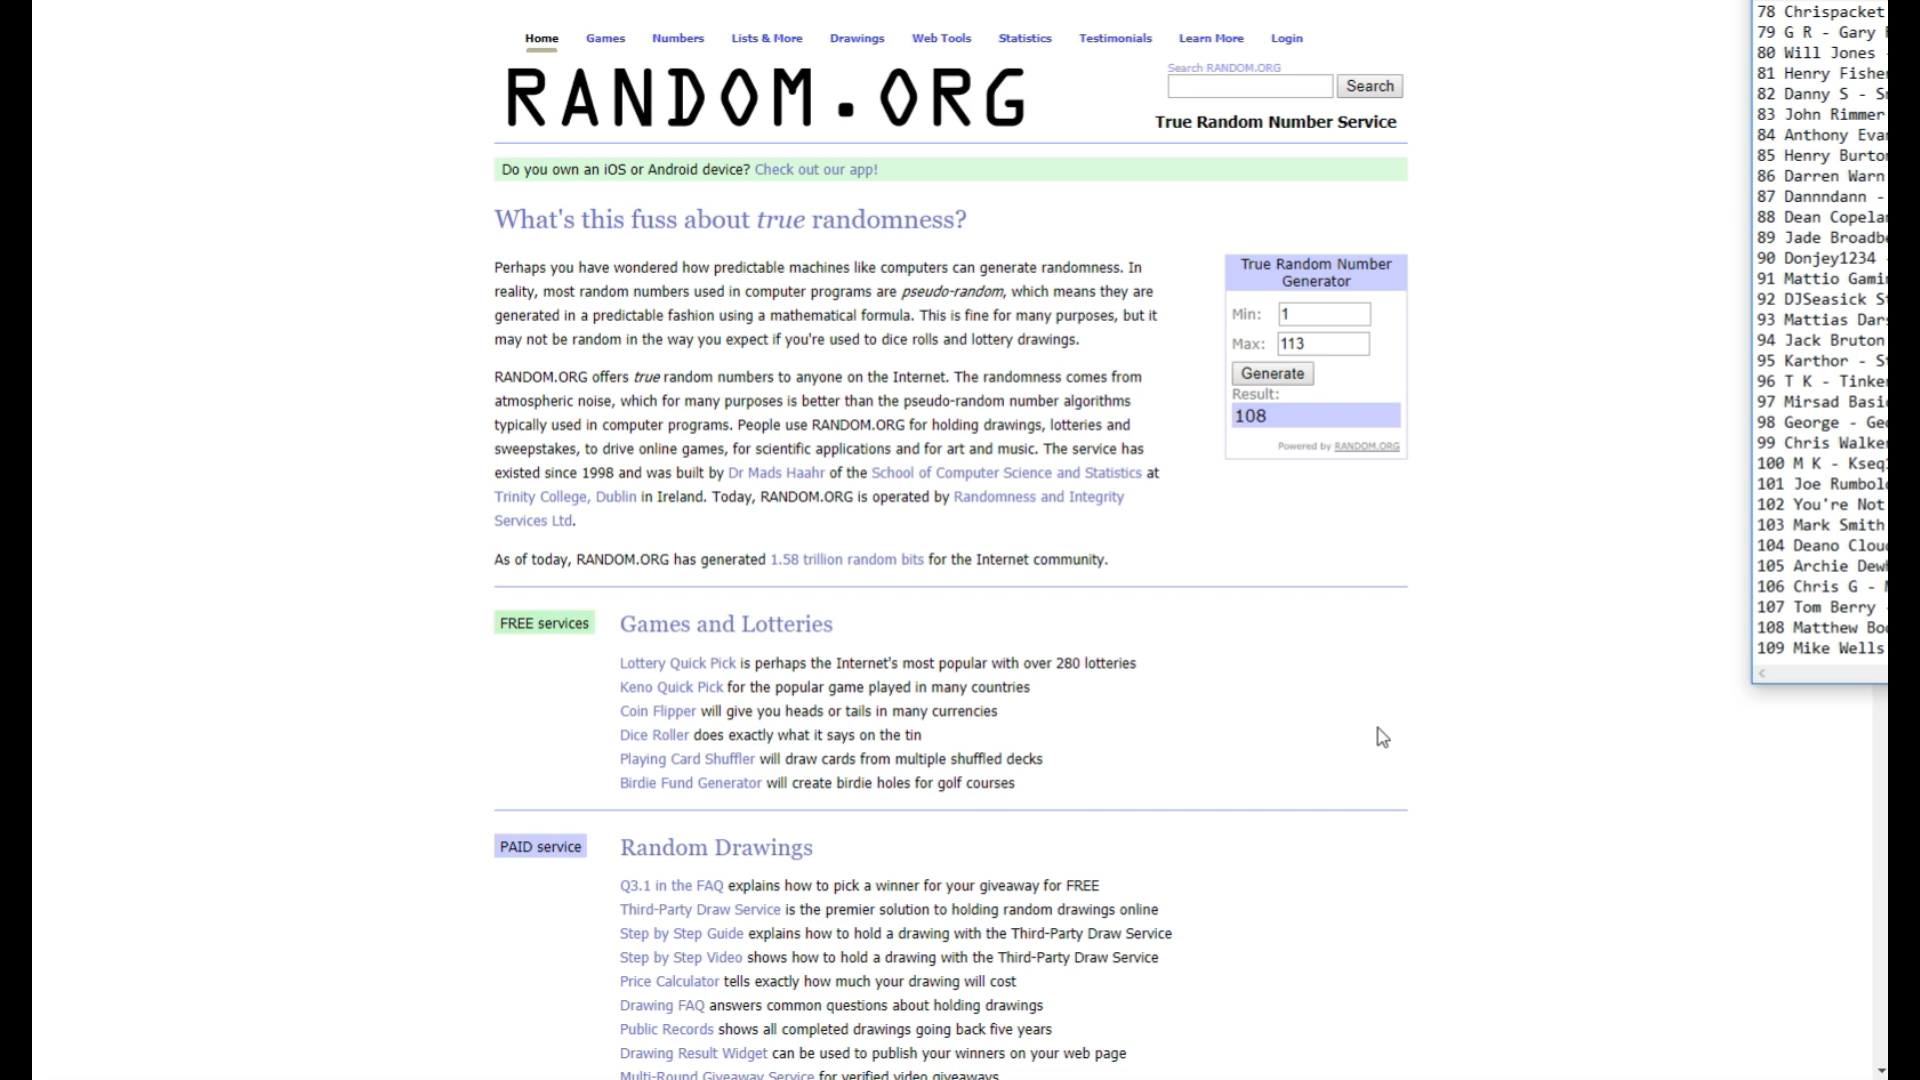 Home Games Numbers Lists & More Drawings Web Tools Statistics Testimonials Learn More Login
RANDOM.ORG
Search RANDOM.ORG
Search
True Random Number Service
Do you own an iOS or Android device? Check out our app!
What's this fuss about true randomness?
Perhaps you have wondered how predictable machines like computers can generate randomness. In
reality, most random numbers used in computer programs are pseudo-random, which means they are
generated in a predictable fashion using a mathematical formula. This is fine for many purposes, but it
may not be random in the way you expect if you're used to dice rolls and lottery drawings.
RANDOM.ORG offers true random numbers to anyone on the Internet. The randomness comes from
atmospheric noise, which for many purposes is better than the pseudo-random number algorithms
typically used in computer programs. People use RANDOM.ORG for holding drawings, lotteries and
sweepstakes, to drive online games, for scientific applications and for art and music. The service has
existed since 1998 and was built by Dr Mads Haahr of the School of Computer Science and Statistics at
Trinity College, Dublin in Ireland. Today, RANDOM.ORG is operated by Randomness and Integrity
Services Ltd.
As of today, RANDOM.ORG has generated 1.58 trillion random bits for the Internet community.
True Random Number
Generator
Min: 1
Max: 113
Generate
Result:
108
Powered by RANDOM.ORG
FREE services
Games and Lotteries
Lottery Quick Pick is perhaps the Internet's most popular with over 280 lotteries
Keno Quick Pick for the popular game played in many countries
Coin Flipper will give you heads or tails in many currencies
Dice Roller does exactly what it says on the tin
Playing Card Shuffler will draw cards from multiple shuffled decks
Birdie Fund Generator will create birdie holes for golf courses
PAID service
Random Drawings
Q3.1 in the FAQ explains how to pick a winner for your giveaway for FREE
Third-Party Draw Service is the premier solution to holding random drawings online
Step by Step Guide explains how to hold a drawing with the Third-Party Draw Service
Step by Step Video shows how to hold a drawing with the Third-Party Draw Service
Price Calculator tells exactly how much your drawing will cost
Drawing FAQ answers common questions about holding drawings
Public Records shows all completed drawings going back five years
Drawing Result Widget can be used to publish your winners on your web page
Multi-Round Giveaway Service for verified video giveaways
78 Chrispacket
79 G R - Gary
80 Will Jones -
81 Henry Fishe
82 Danny S - S
83 John Rimmer
84 Anthony Eva
85 Henry Burto
86 Darren Warn
87 Dannndann -
88 Dean Copela
89 Jade Broadb
90 Donjey1234 -
91 Mattio Gami
92 DJSeasick S
93 Mattias Dar
94 Jack Bruton
95 Karthor - S
96 T K - Tinke
97 Mirsad Basi
98 George - Ge
99 Chris Walke
100 M K - Kseq
101 Joe Rumbol
102 You're Not
103 Mark Smith
104 Deano Clou
105 Archie Dew
106 Chris G -
107 Tom Berry -
108 Matthew Bo
109 Mike Wells